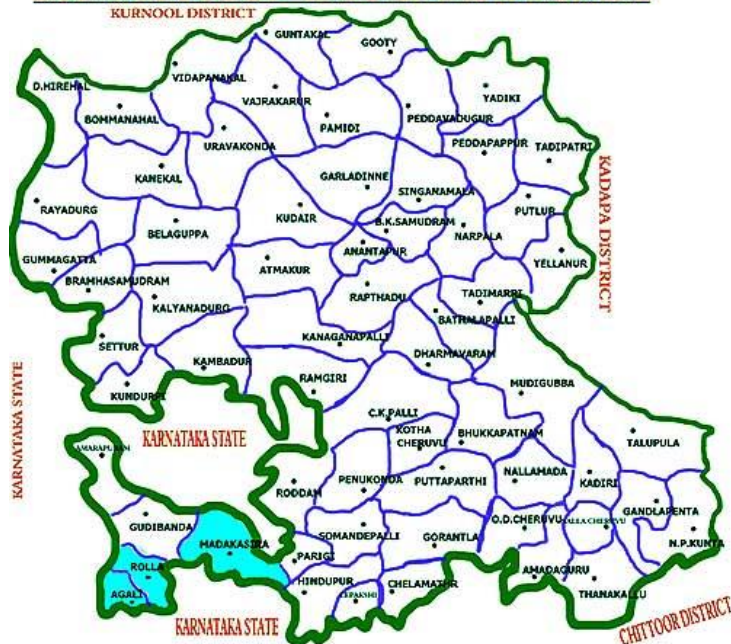 KURNOOL DISTRICT
GUNTAKAL
GOOTY
D.HIREHAL
VIDAPANAKAL
BOMMANAHAL
VAJRAKARUR
YADIKI
PEDDAVADUGUR
PAMIDI
URAVAKONDA
PEDDAPAPPUR
TADIPATRI
KANEKAL
GARLADINNE
SINGANAMALA
KADAPA DISTRICT
RAYADURG
KUDAIR
PUTLUR
BELAGUPPA
B.K.SAMUDRAM
NARPALA
ANANTAPUR
YELLANUR
GUMMAGATTA
ATMAKUR
BRAMHASAMUDRAM
RAPTHADU
TADIMARRI
KALYANADURG
BATHALAPALLI
SETTUR
KANAGANAPALLI
KAMBADUR
DHARMAVARAM
RAMGIRI
MUDIGUBBA
KUNDURPI
KARNATAKA STATE
C.K.PALLI
KARNATAKA STATE
KOTHA
CHERUVU
BHUKKAPATNAM
TALUPULA
RODDAM
PENUKONDA
PUTTAPARTHI
NALLAMADA
KADIRI
GANDLAPENTA
GUDIBANDA
SOMANDEPALLI
O.D.CHERUVU
MADAKASIRA
GORANTLA
N.P.KUNTA
PARIGI
ROLLA
HINDUPUR
CHELAMATHR
AMADAGURU
THANAKALLU
AGALI
LEPAKSHI
KARNATAKA STATE
CHITTOOR DISTRICT